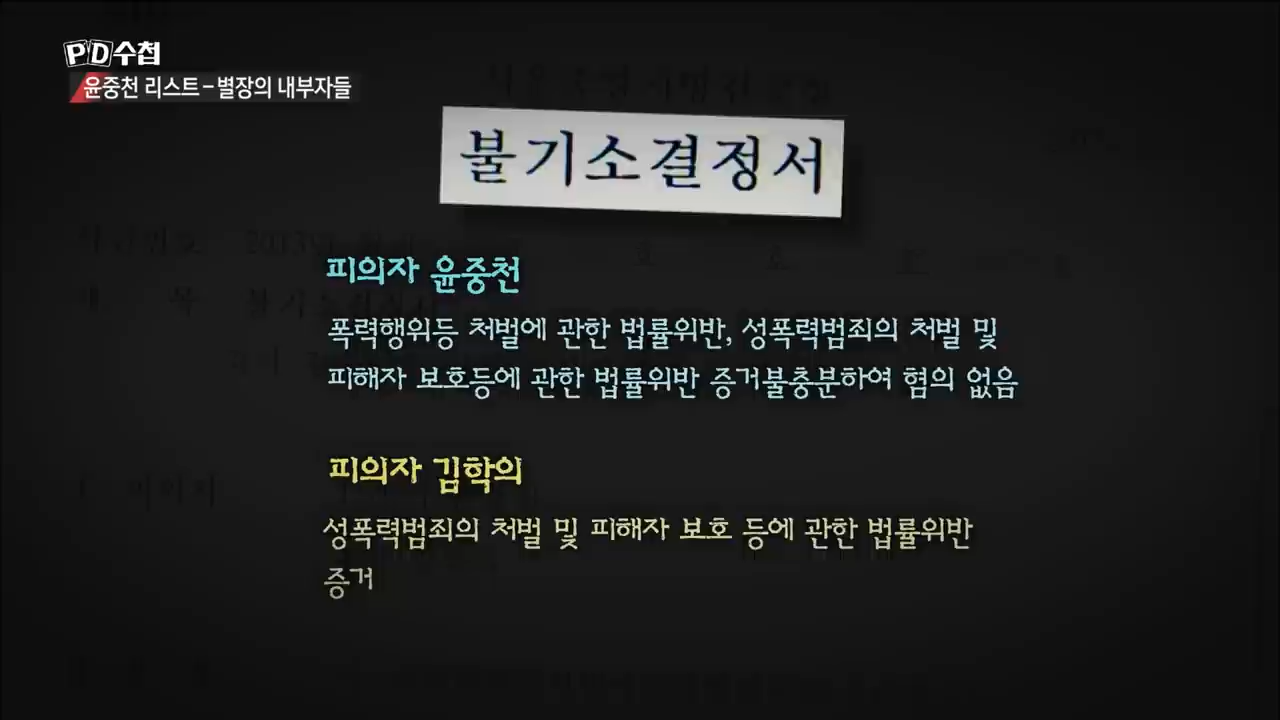 PD수첩
윤중천 리스트-별장의 내부자들
불기소결정서
피의자 윤중천
폭력행위등 처벌에 관한 법률위반, 성폭력범죄의 처벌 및
피해자 보호등에 관한 법률위반 증거불충분하여 혐의 없음
피의자 김학의
성폭력범죄의 처벌 및 피해자 보호 등에 관한 법률위반
증거